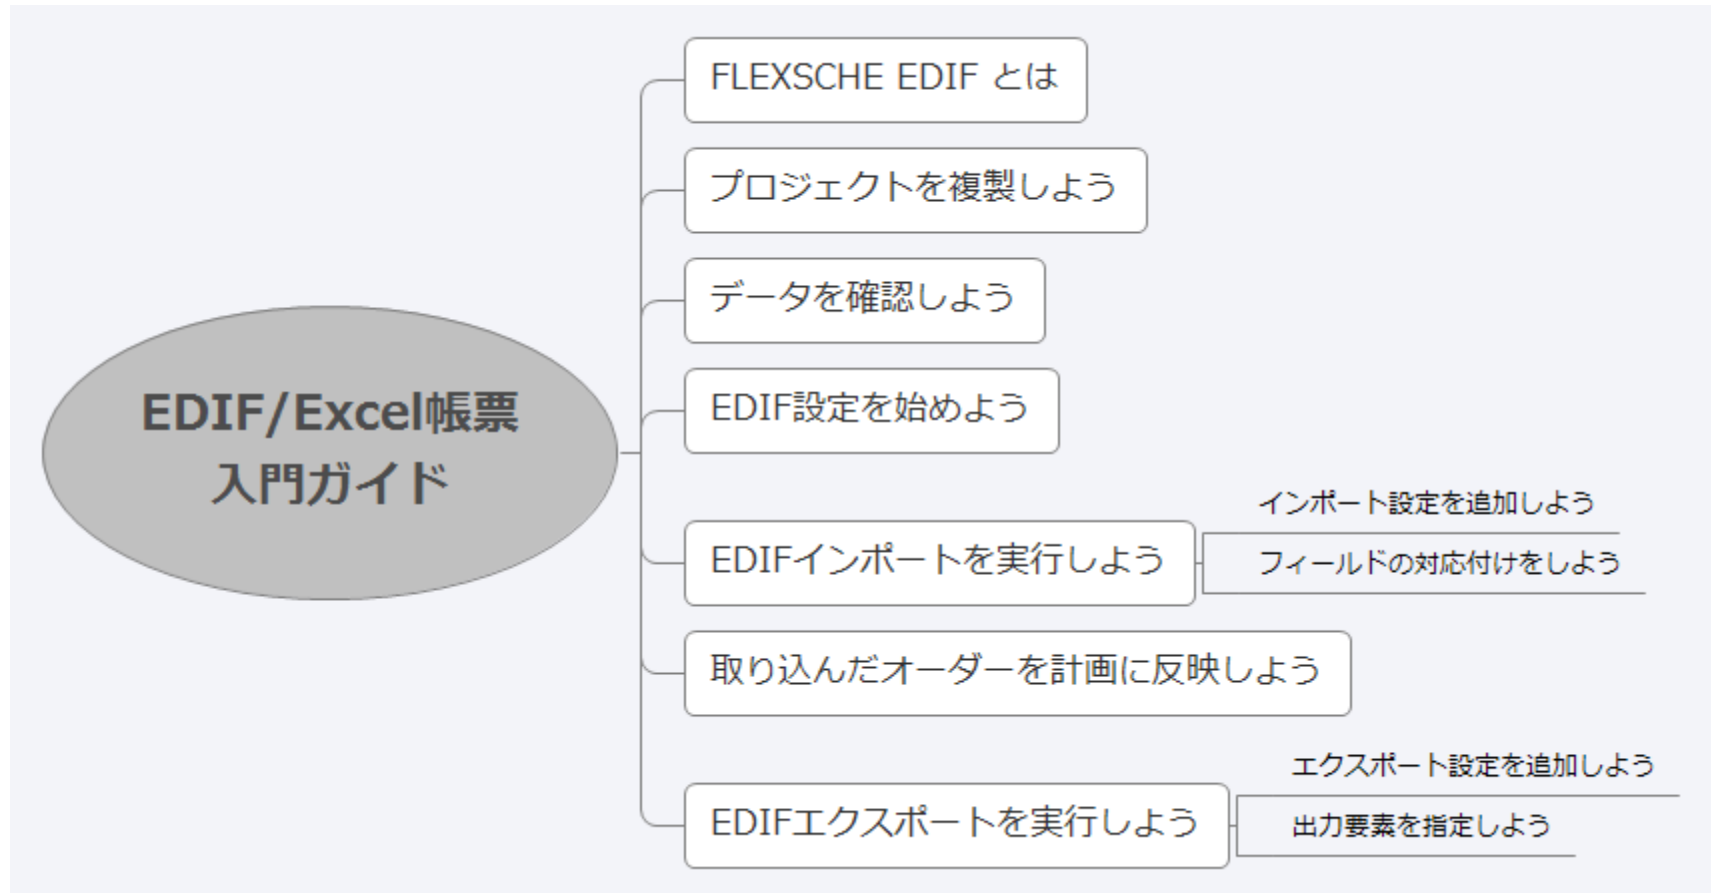 EDIF/Excel帳票
入門ガイド
FLEXSCHE EDIF とは
プロジェクトを複製しよう
データを確認しよう
EDIF設定を始めよう
EDIFインポートを実行しよう
インポート設定を追加しよう
フィールドの対応付けをしよう
取り込んだオーダーを計画に反映しよう
EDIFエクスポートを実行しよう
エクスポート設定を追加しよう
出力要素を指定しよう